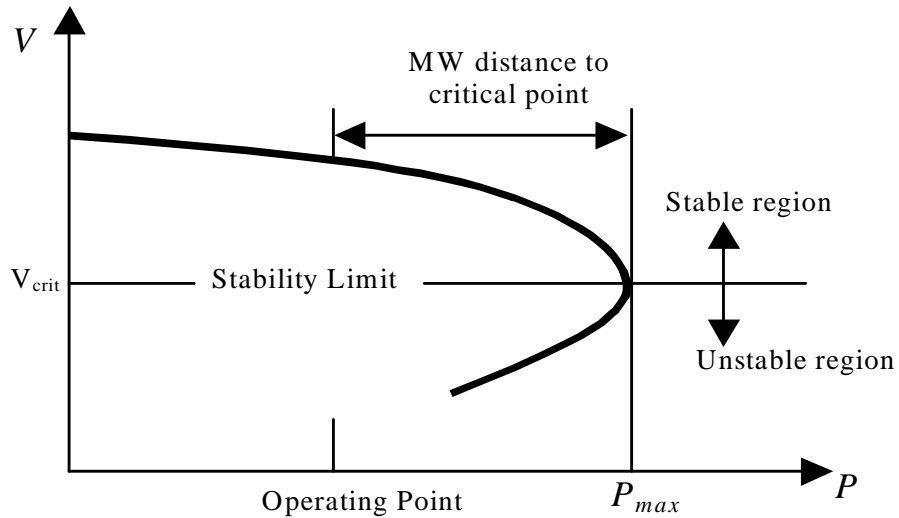 V
MW distance to
critical point
Stable region
V_crit
Stability Limit
Unstable region
Operating Point
P_max
P